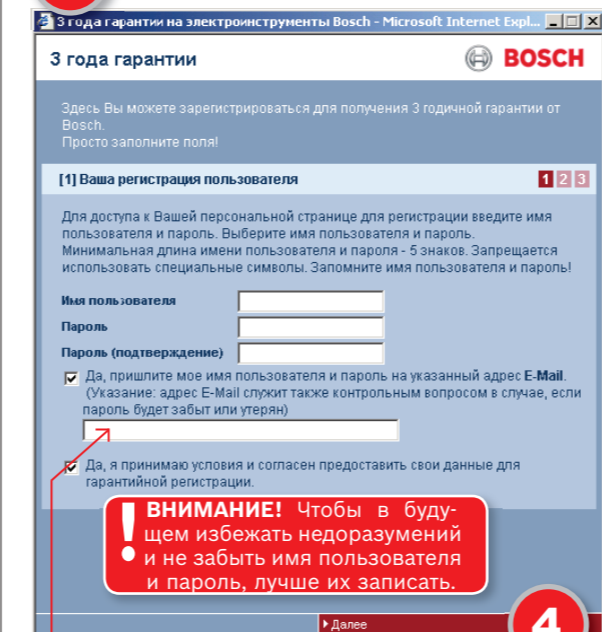 3 года гарантии на электроинструменты Bosch - Microsoft Internet Expl...
3 года гарантии
BOSCH
Здесь Вы можете зарегистрироваться для получения 3 годичной гарантии от
Bosch.
Просто заполните поля!
[1] Ваша регистрация пользователя
1 2 3
Для доступа к Вашей персональной странице для регистрации введите имя
пользователя и пароль. Выберите имя пользователя и пароль.
Минимальная длина имени пользователя и пароля - 5 знаков. Запрещается
использовать специальные символы. Запомните имя пользователя и пароль!
Имя пользователя
Пароль
Пароль (подтверждение)
Да, пришлите мое имя пользователя и пароль на указанный адрес E-Mail.
(Указание: адрес E-Mail служит также контрольным вопросом в случае, если
пароль будет забыт или утерян)
Да, я принимаю условия и согласен предоставить свои данные для
гарантийной регистрации.
! ВНИМАНИЕ! Чтобы в буду-
щем избежать недоразумений
и не забыть имя пользователя
и пароль, лучше их записать.
Далее
4